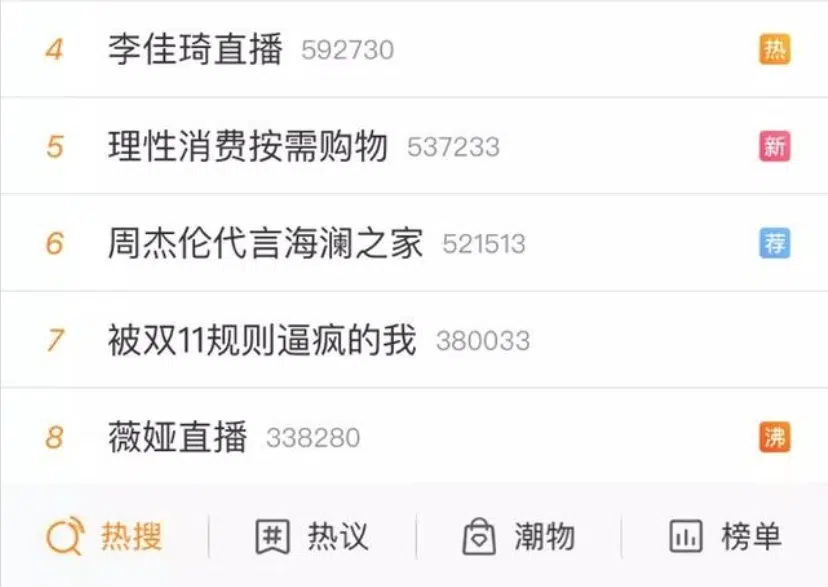 4 李佳琦直播 592730 热
5 理性消费按需购物 537233 新
6 周杰伦代言海澜之家 521513 荐
7 被双11规则逼疯的我 380033
8 薇娅直播 338280 沸
热搜 热议 潮物 榜单